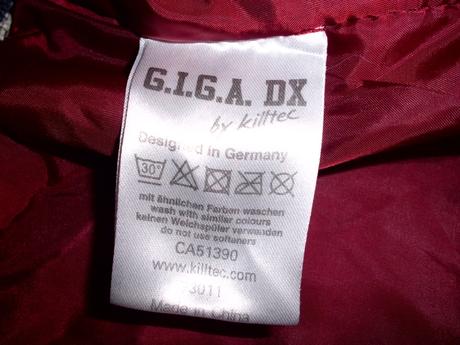 G.I.G.A. DX
by killtec
Designed in Germany
30°
mit ähnlichen Farben waschen
wash with similar colours
keinen Weichspüler verwenden
do not use softeners
CA51390
www.killtec.com
3011
Made in China